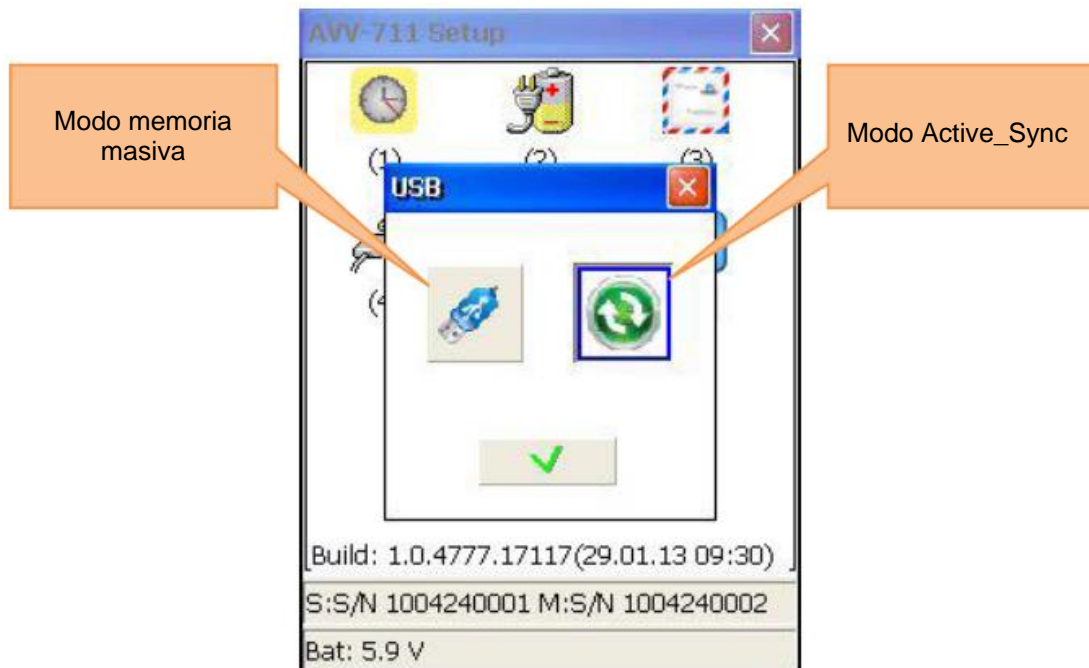 AVV-711 Setup
Modo memoria
masiva
Modo Active_Sync
(1)
(2)
(3)
USB
(4
Build: 1.0.4777.17117(29.01.13 09:30)
S:S/N 1004240001 M:S/N 1004240002
Bat: 5.9 V